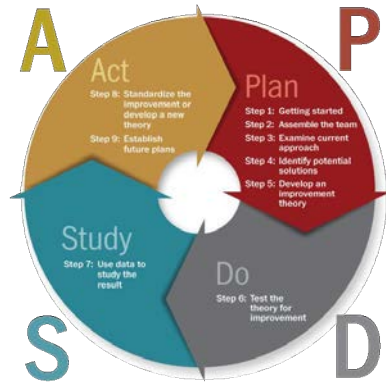 A
P
Act
Step 8: Standardize the
improvement or
develop a new
theory
Step 9: Establish
future plans
Plan
Step 1: Getting started
Step 2: Assemble the team
Step 3: Examine current
approach
Step 4: Identify potential
solutions
Step 5: Develop an
improvement
theory
Study
Step 7: Use data to
study the
result
Do
Step 6: Test the
theory for
improvement
S
D